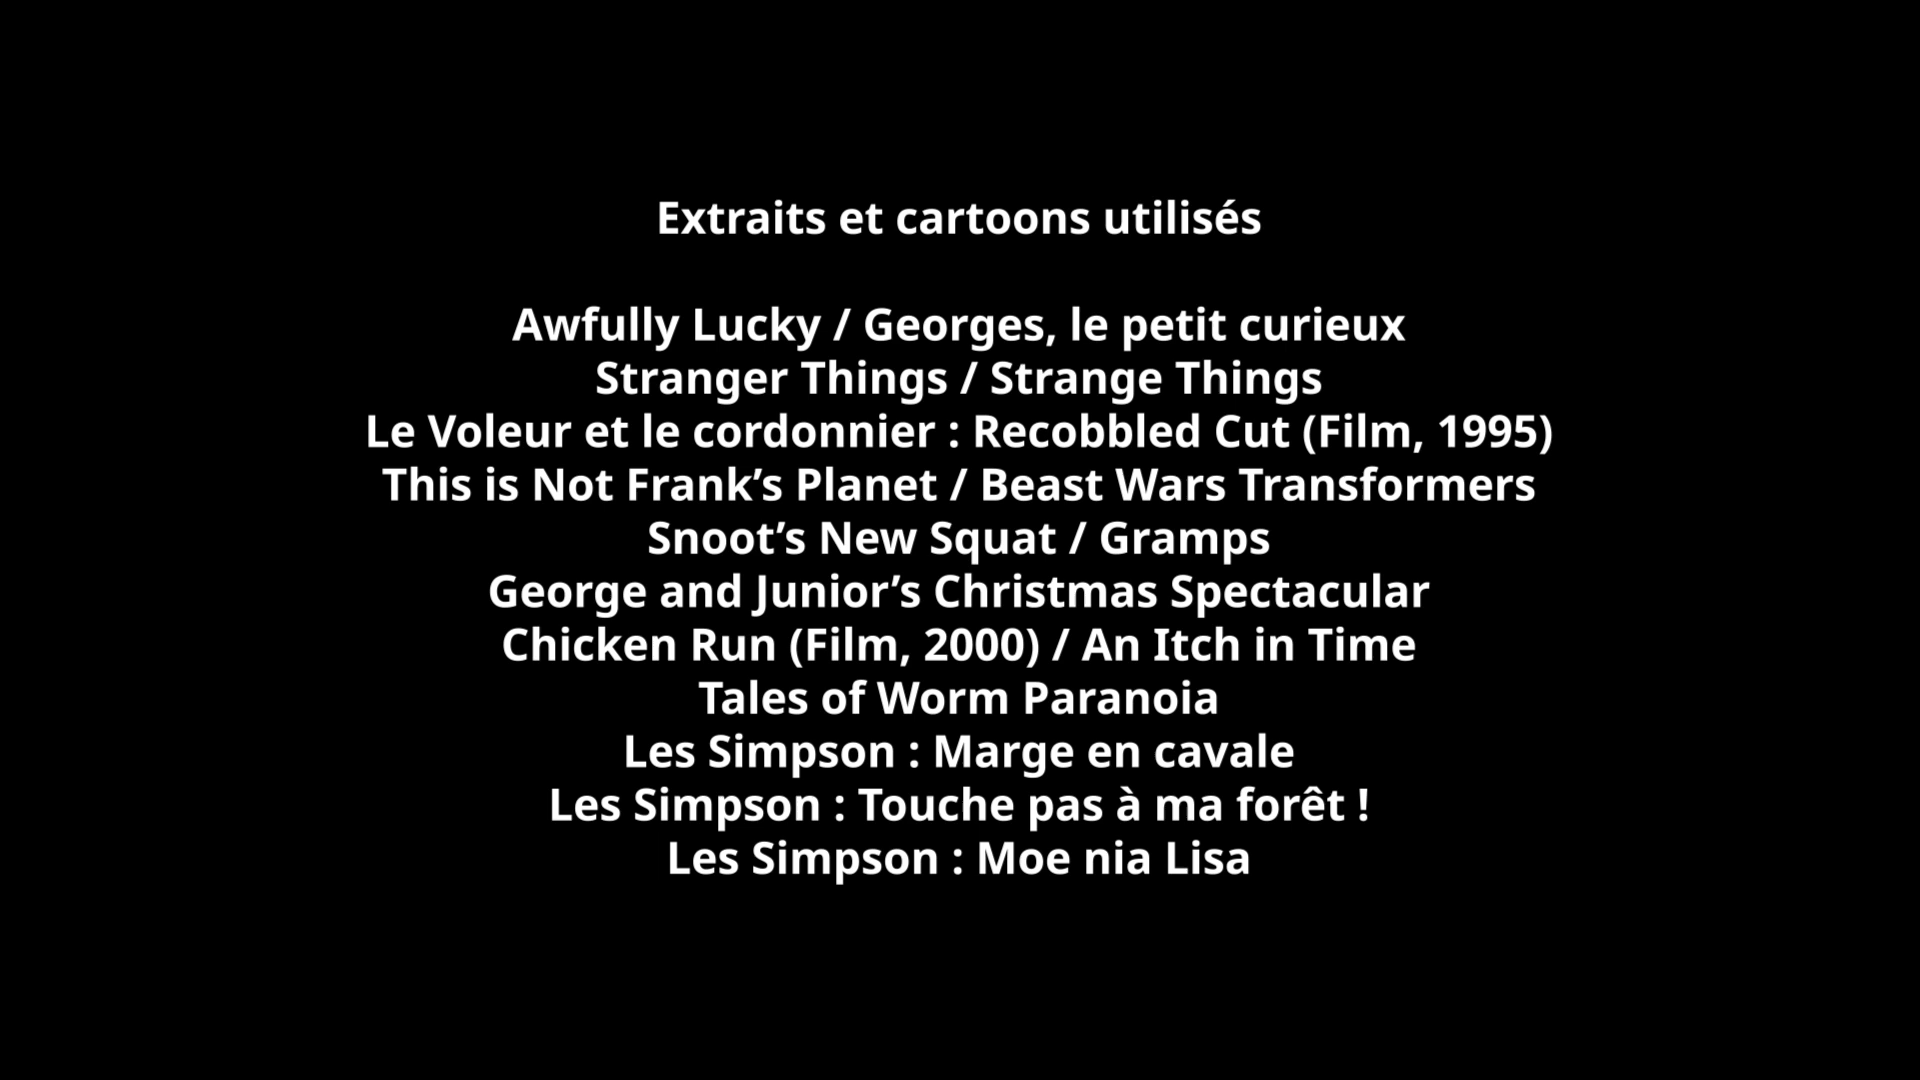 Extraits et cartoons utilisés
Awfully Lucky / Georges, le petit curieux
Stranger Things / Strange Things
Le Voleur et le cordonnier : Recobbled Cut (Film, 1995)
This is Not Frank’s Planet / Beast Wars Transformers
Snoot’s New Squat / Gramps
George and Junior’s Christmas Spectacular
Chicken Run (Film, 2000) / An Itch in Time
Tales of Worm Paranoia
Les Simpson : Marge en cavale
Les Simpson : Touche pas à ma forêt !
Les Simpson : Moe nia Lisa